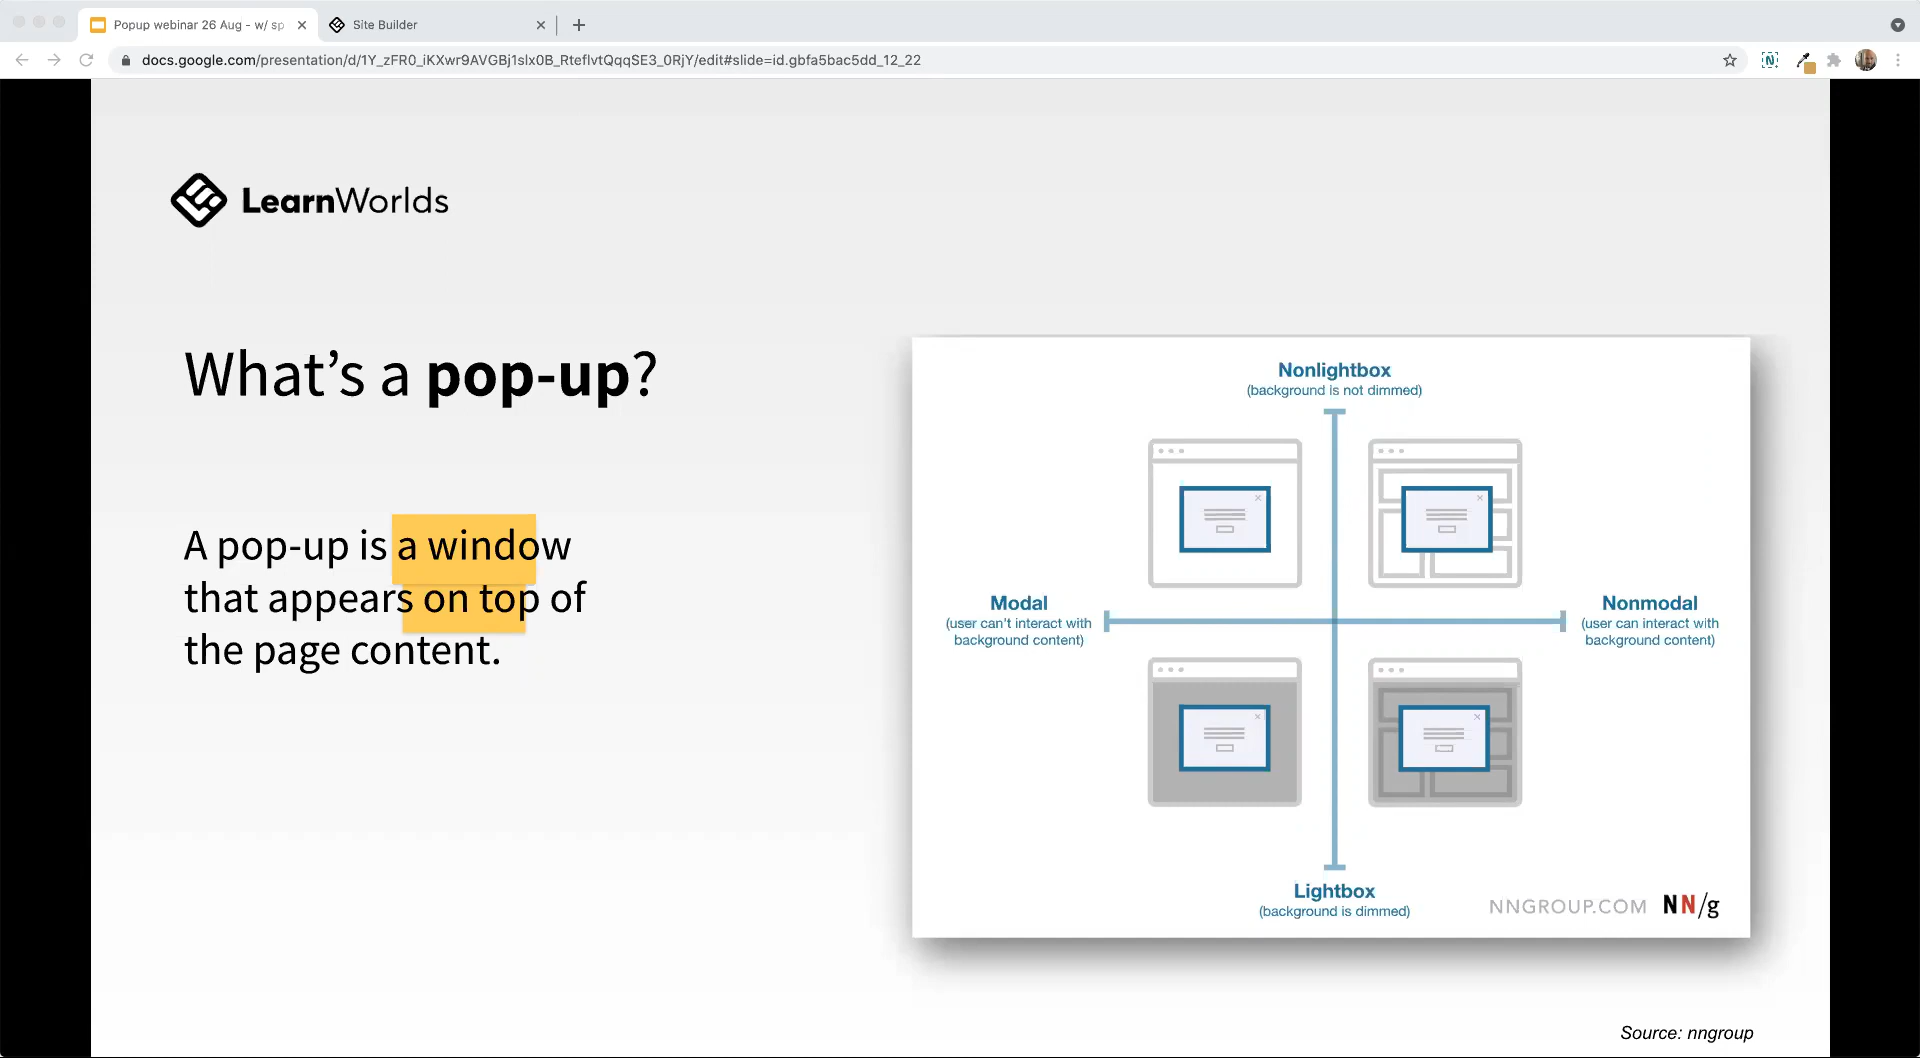 Popup webinar 26 Aug - w/ sp
Site Builder
docs.google.com/presentation/d/1Y_zFR0_iKXwr9AVGBj1slx0B_RteflvtQqqSE3_0RjY/edit#slide=id.gbfa5bac5dd_12_22
LearnWorlds
What's a pop-up?
A pop-up is a window
that appears on top of
the page content.
Nonlightbox
(background is not dimmed)
Modal
(user can't interact with
background content)
Nonmodal
(user can interact with
background content)
Lightbox
(background is dimmed)
NNGROUP.COM NN/g
Source: nngroup